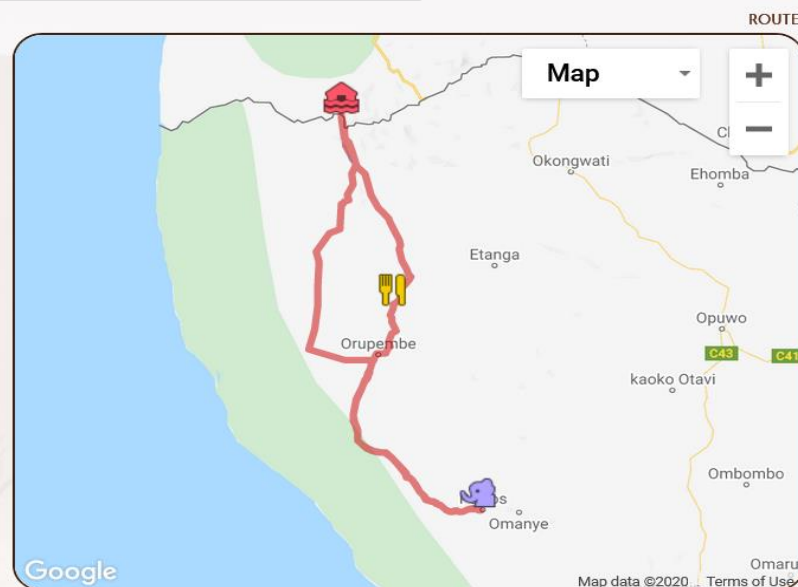 ROUTE
Map
Okongwati
Ehomba
Etanga
Opuwo
Orupembe
C43
C41
kaoko Otavi
Ombombo
Omanye
Omaru
Google
Map data ©2020
Terms of Use